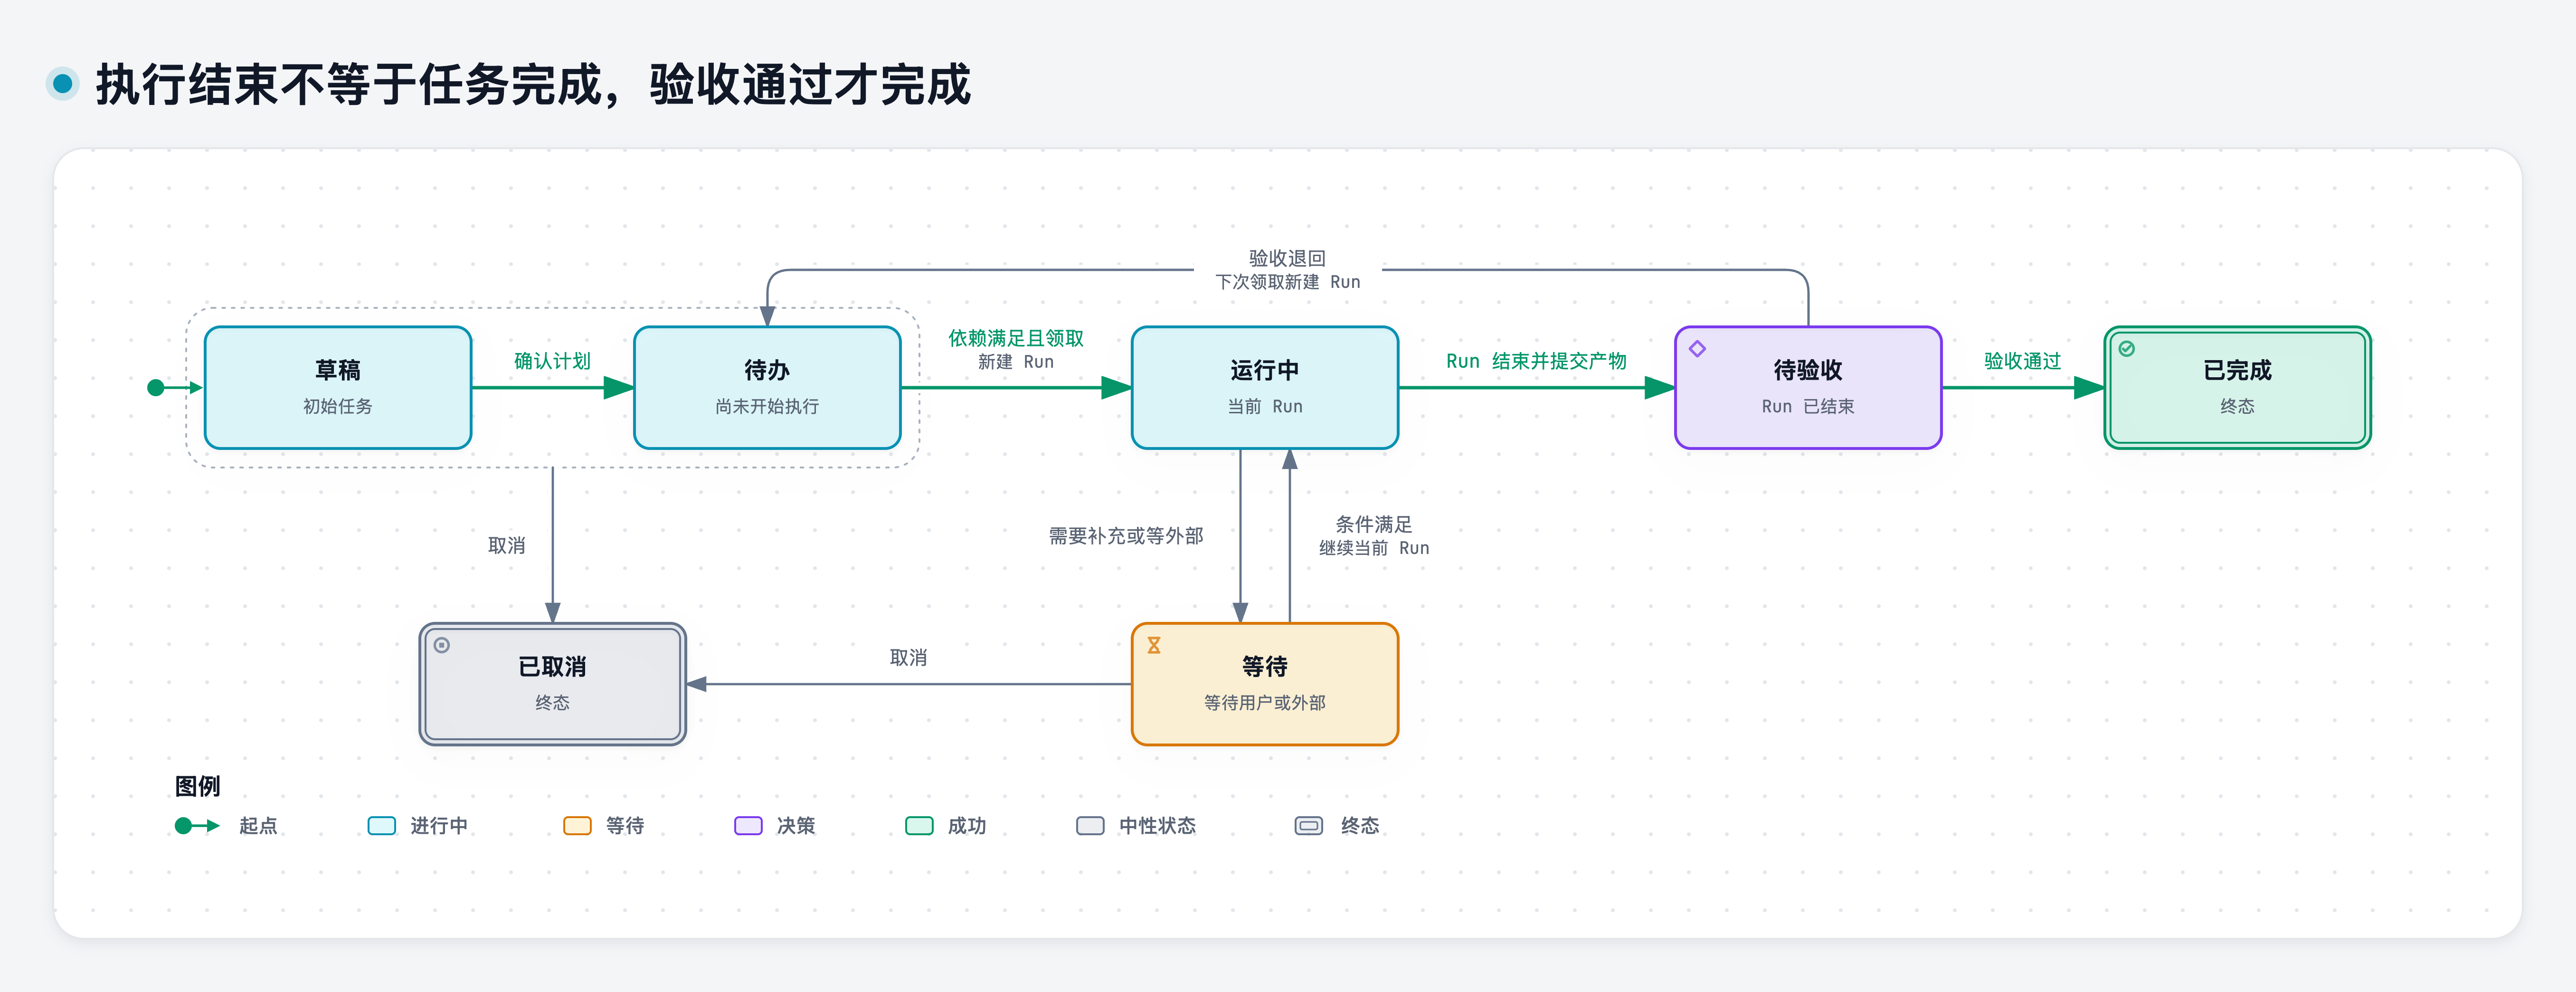 执行结束不等于任务完成，验收通过才完成
验收退回
下次领取新建 Run
草稿
初始任务
确认计划
待办
尚未开始执行
依赖满足且领取
新建 Run
运行中
当前 Run
Run 结束并提交产物
待验收
Run 已结束
验收通过
已完成
终态
取消
需要补充或等外部
条件满足
继续当前 Run
已取消
终态
取消
等待
等待用户或外部
图例
起点
进行中
等待
决策
成功
中性状态
终态